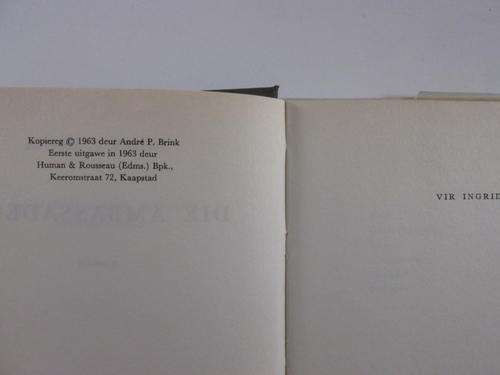 Kopiereg © 1963 deur André P. Brink
Eerste uitgawe in 1963 deur
Human & Rousseau (Edms.) Bpk.,
Keeromstraat 72, Kaapstad
VIR INGRID